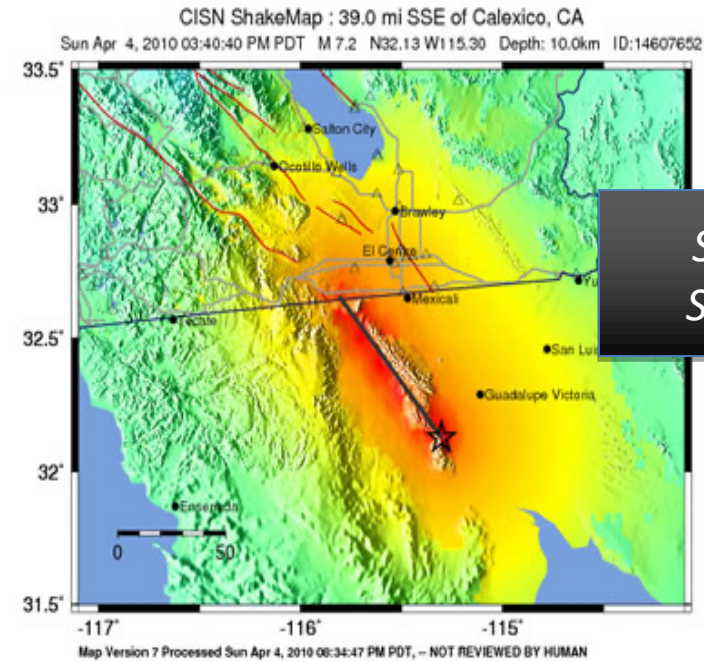 CISN ShakeMap : 39.0 mi SSE of Calexico, CA
Sun Apr 4, 2010 03:40:40 PM PDT M 7.2 N32.13 W115.30 Depth: 10.0km ID:14607652
33.5°
Salton City
Ocotillo Wells
33°
Brawley
S
El Centro
S
Yu
Mexicali
Tecate
32.5°
San Luis
Guadalupe Victoria
32°
Ensenada
0 50
31.5°
-117° -116° -115°
Map Version 7 Processed Sun Apr 4, 2010 08:34:47 PM PDT, -- NOT REVIEWED BY HUMAN